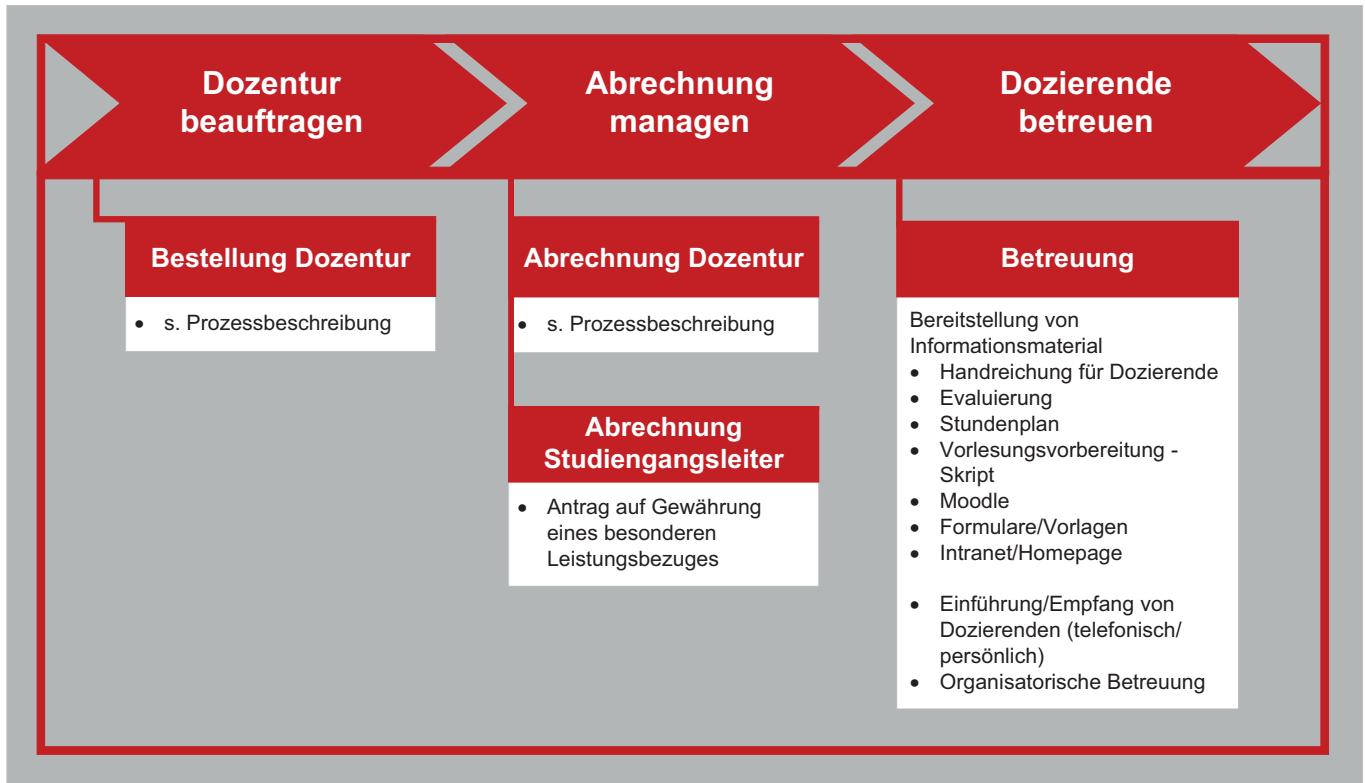 Dozentur
beauftragen
Abrechnung
managen
Dozierende
betreuen
Bestellung Dozentur
• s. Prozessbeschreibung
Abrechnung Dozentur
• s. Prozessbeschreibung
Abrechnung
Studiengangsleiter
• Antrag auf Gewährung
eines besonderen
Leistungsbezuges
Betreuung
Bereitstellung von
Informationsmaterial
• Handreichung für Dozierende
• Evaluierung
• Stundenplan
• Vorlesungsvorbereitung -
Skript
• Moodle
• Formulare/Vorlagen
• Intranet/Homepage
• Einführung/Empfang von
Dozierenden (telefonisch/
persönlich)
• Organisatorische Betreuung